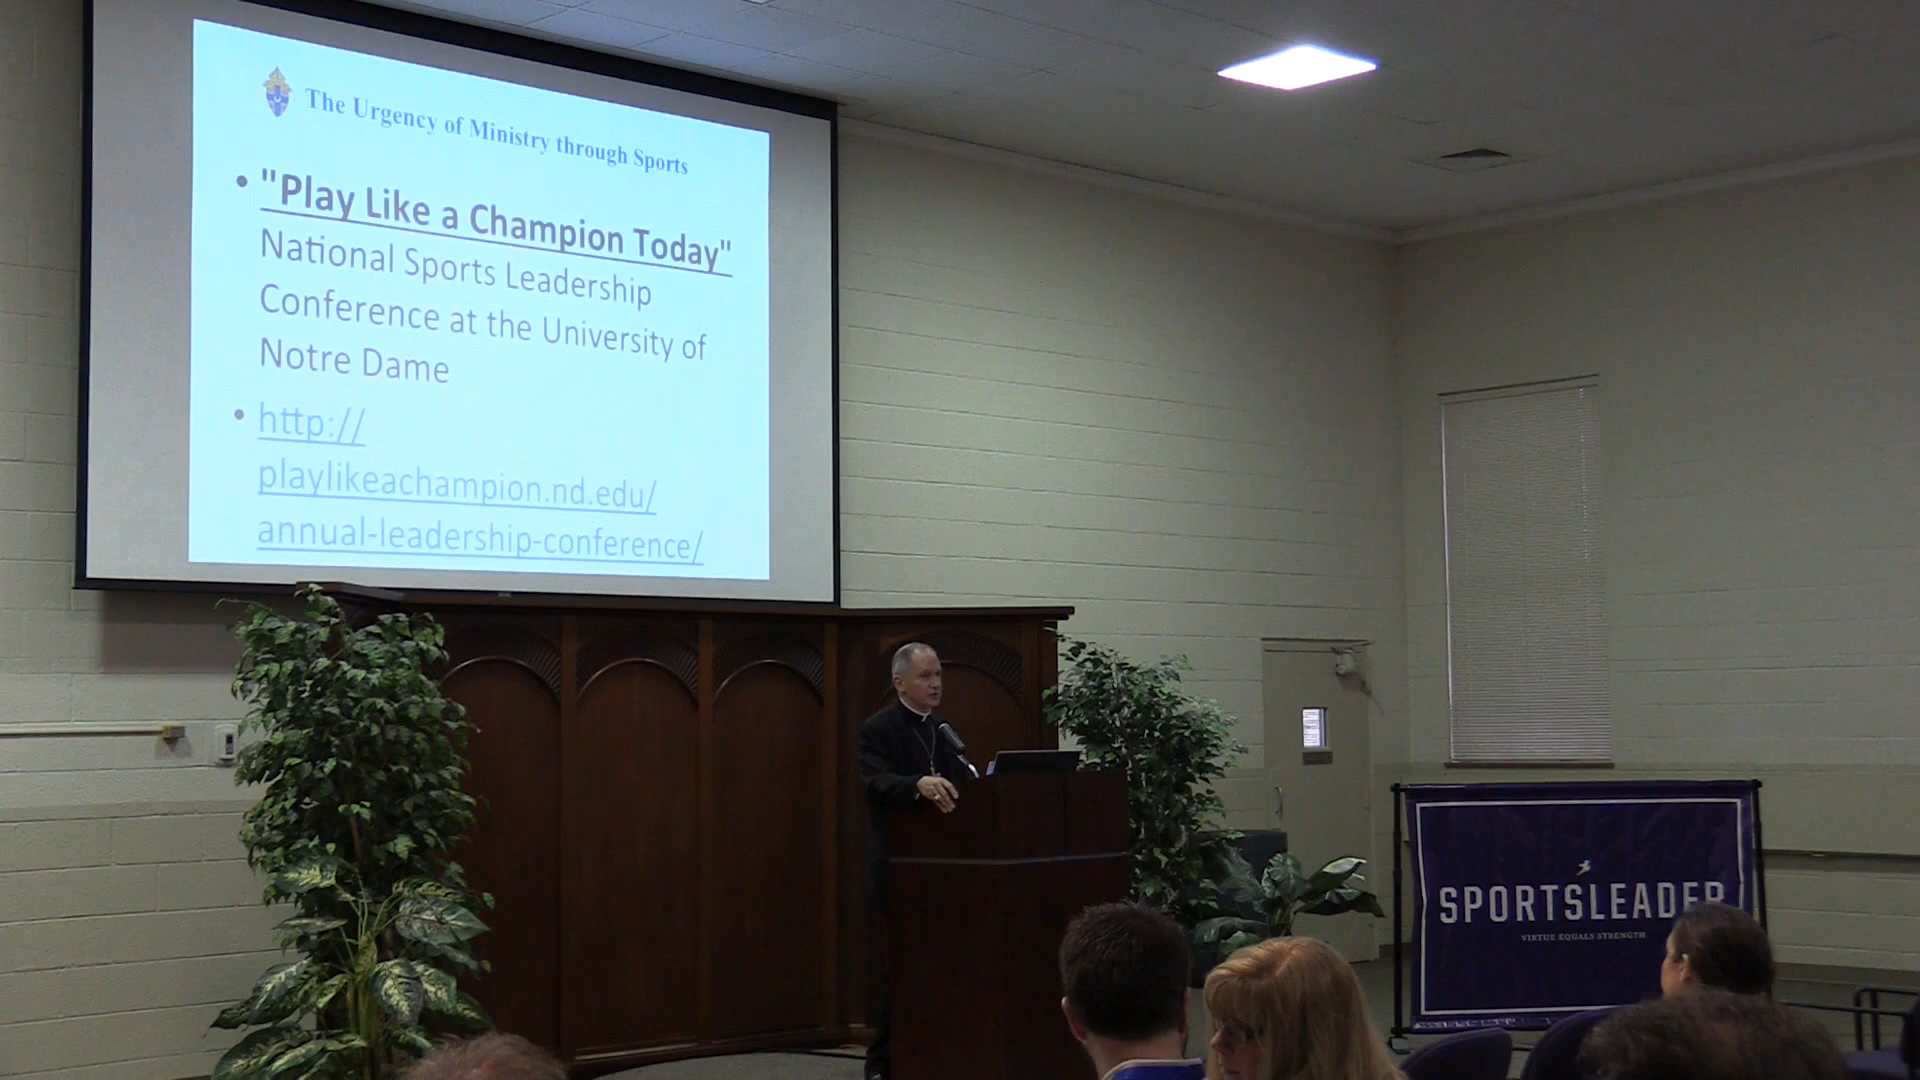 The Urgency of Ministry through Sports
• "Play Like a Champion Today"
National Sports Leadership
Conference at the University of
Notre Dame
• http://
playlikeachampion.nd.edu/
annual-leadership-conference/
SPORTSLEADER
VIRTUE EQUALS STRENGTH